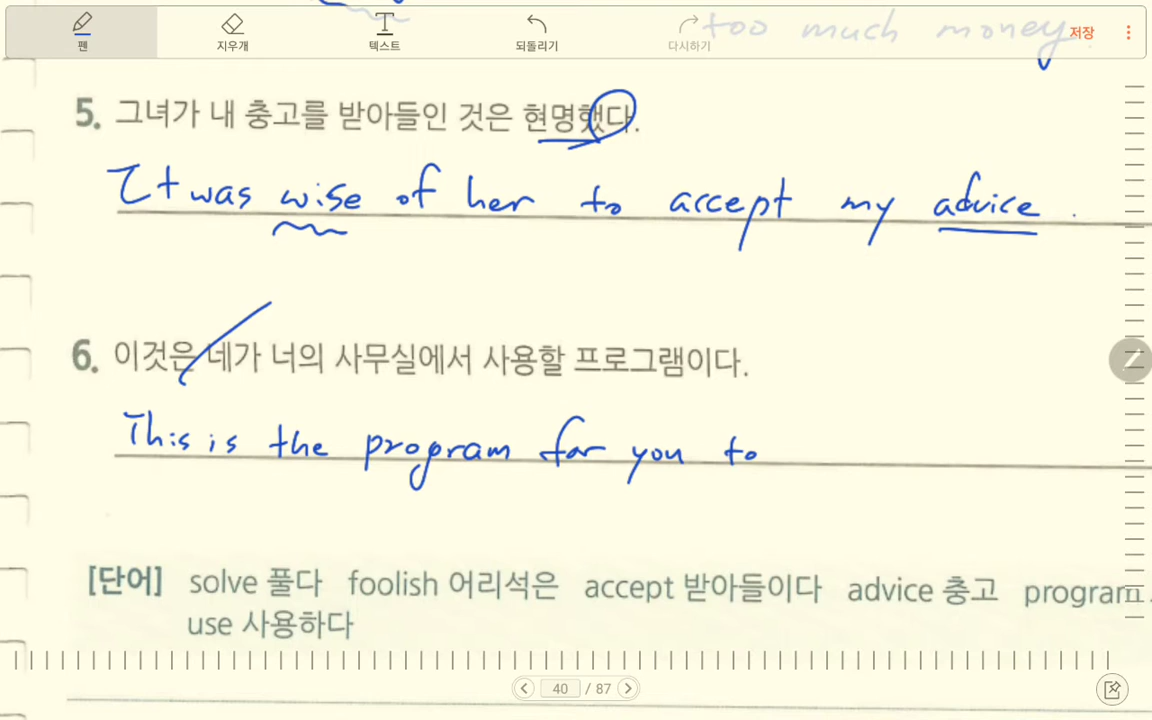 too much money
펜 지우개 텍스트 되돌리기 다시하기 저장
5. 그녀가 내 충고를 받아들인 것은 현명했다.
It was wise of her to accept my advice.
6. 이것은 네가 너의 사무실에서 사용할 프로그램이다.
This is the program for you to
[단어] solve 풀다 foolish 어리석은 accept 받아들이다 advice 충고 program 프
use 사용하다
40 / 87